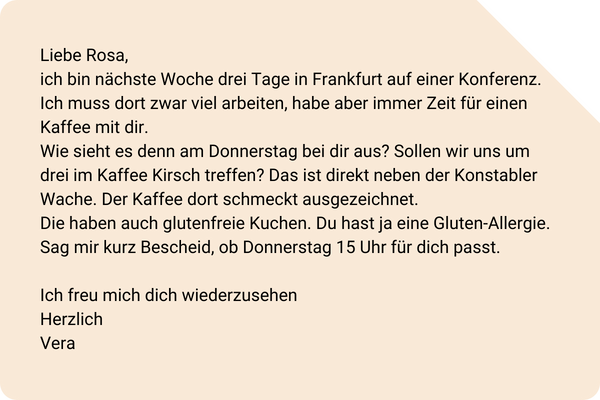 Liebe Rosa,
ich bin nächste Woche drei Tage in Frankfurt auf einer Konferenz.
Ich muss dort zwar viel arbeiten, habe aber immer Zeit für einen
Kaffee mit dir.
Wie sieht es denn am Donnerstag bei dir aus? Sollen wir uns um
drei im Kaffee Kirsch treffen? Das ist direkt neben der Konstabler
Wache. Der Kaffee dort schmeckt ausgezeichnet.
Die haben auch glutenfreie Kuchen. Du hast ja eine Gluten-Allergie.
Sag mir kurz Bescheid, ob Donnerstag 15 Uhr für dich passt.

Ich freu mich dich wiederzusehen
Herzlich
Vera